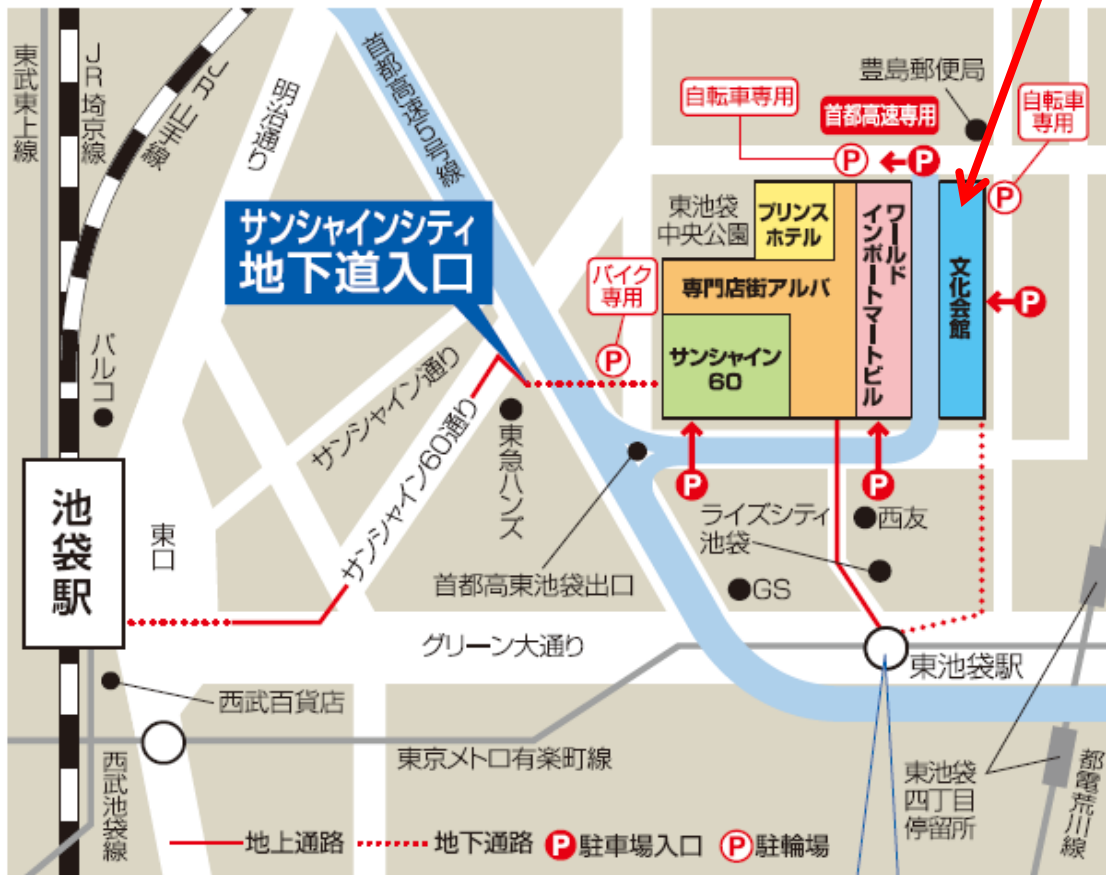 東武東上線
JR埼京線
JR山手線
明治通り
首都高速5号線
豊島郵便局
自転車専用
首都高速専用
自転車
専用
P
P
P
サンシャインシティ
地下道入口
東池袋
中央公園
プリンス
ホテル
ワールド
インポートマートビル
文化会館
専門店街アルパ
バイク
専用
P
P
サンシャイン
60
パルコ
サンシャイン通り
サンシャイン60通り
東急ハンズ
P
P
池袋駅
東口
ライズシティ
池袋
西友
首都高東池袋出口
GS
グリーン大通り
東池袋駅
西武百貨店
東京メトロ有楽町線
西武池袋線
東池袋
四丁目
停留所
都電荒川線
地上通路
地下通路
P駐車場入口
P駐輪場